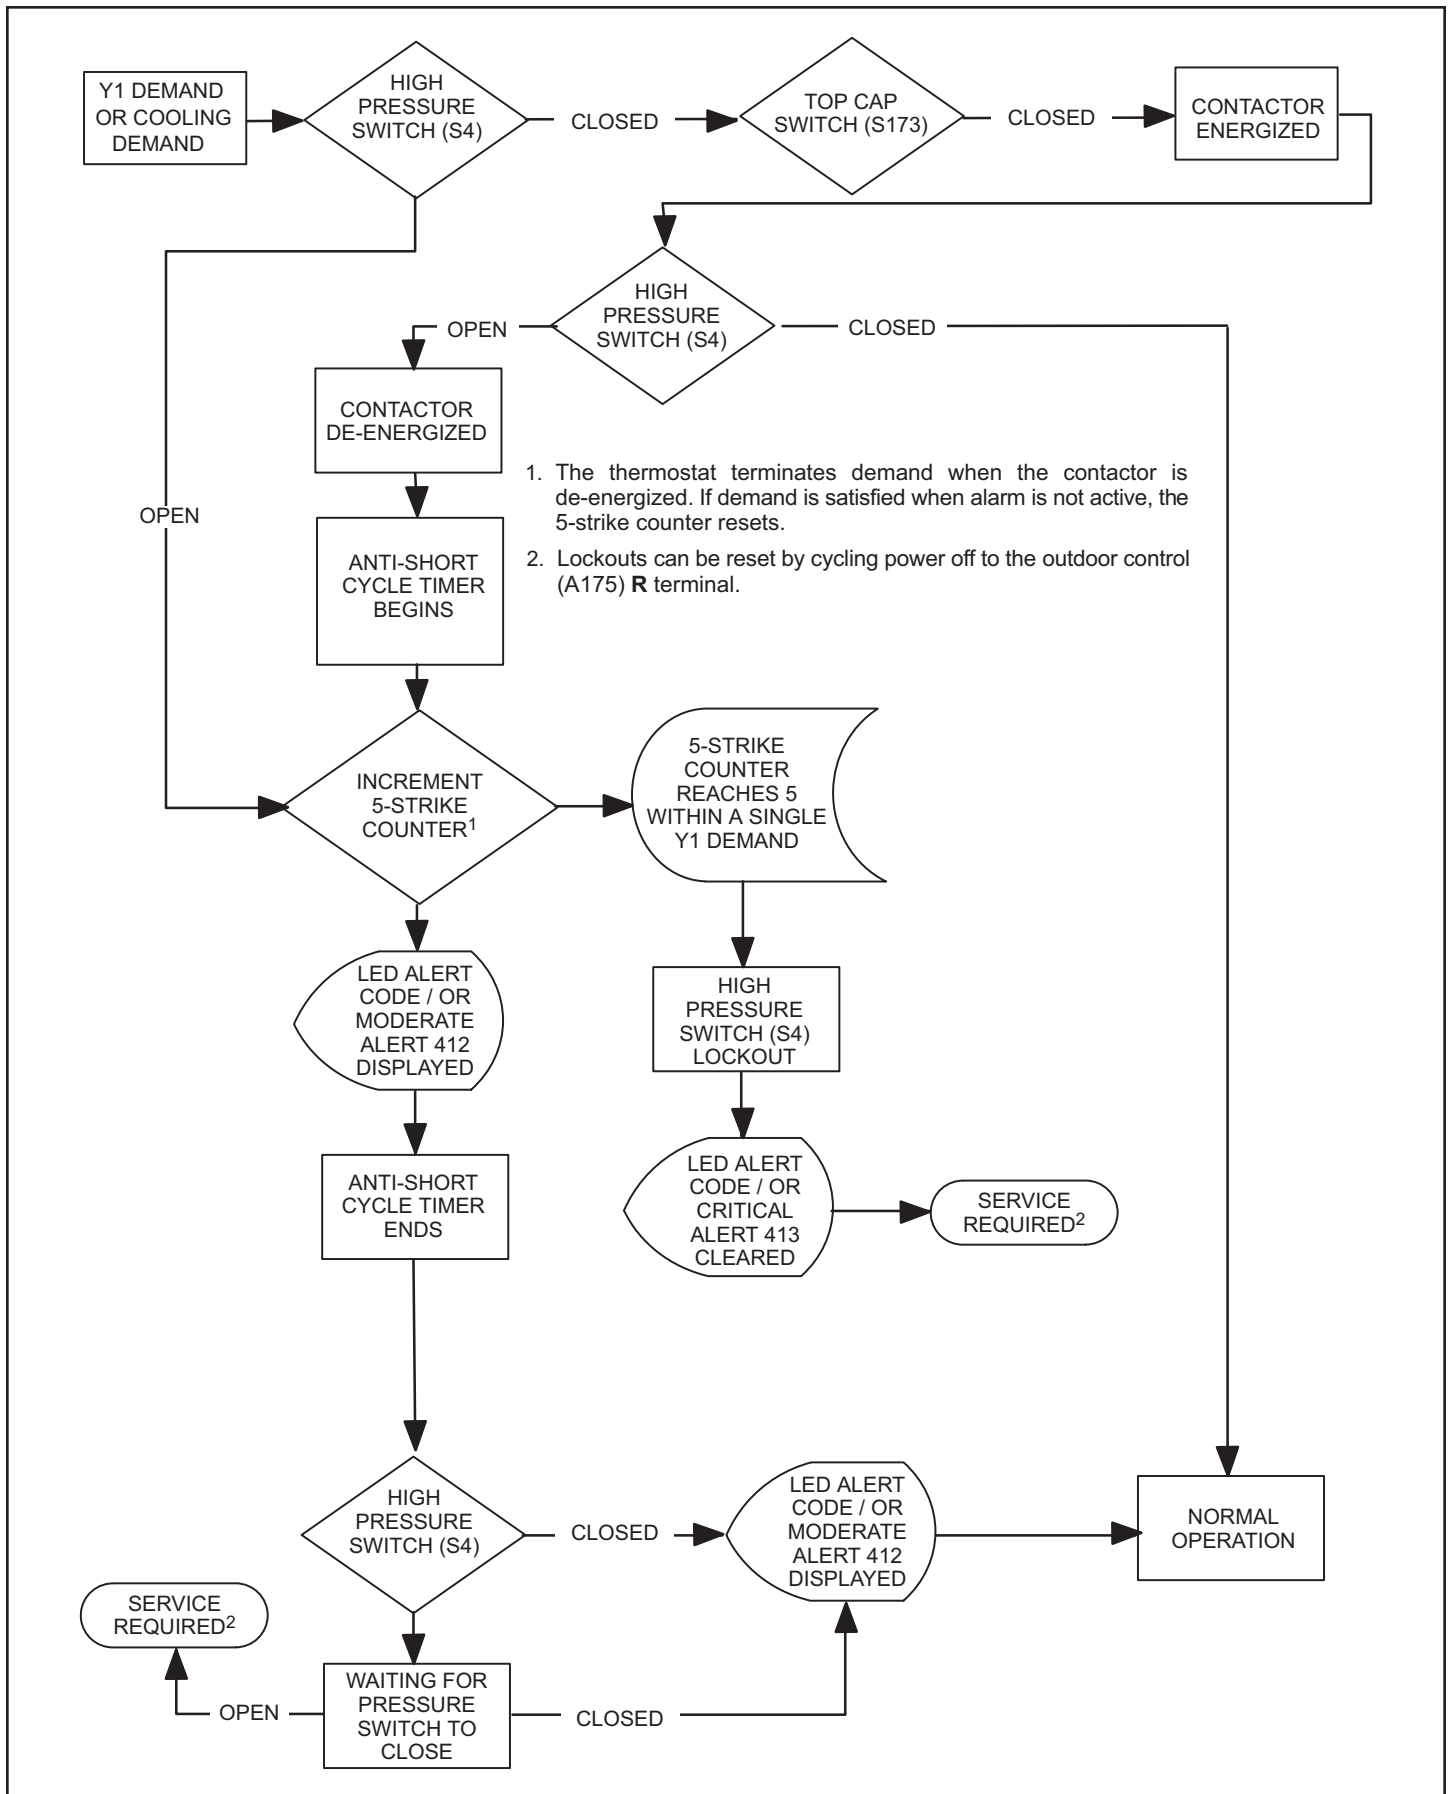 Y1 DEMAND
OR COOLING
DEMAND
HIGH
PRESSURE
SWITCH (S4)
CLOSED
TOP CAP
SWITCH (S173)
CLOSED
CONTACTOR
ENERGIZED
HIGH
PRESSURE
SWITCH (S4)
OPEN
CLOSED
CONTACTOR
DE-ENERGIZED
1. The thermostat terminates demand when the contactor is
de-energized. If demand is satisfied when alarm is not active, the
5-strike counter resets.
2. Lockouts can be reset by cycling power off to the outdoor control
(A175) R terminal.
OPEN
ANTI-SHORT
CYCLE TIMER
BEGINS
INCREMENT
5-STRIKE
COUNTER1
5-STRIKE
COUNTER
REACHES 5
WITHIN A SINGLE
Y1 DEMAND
LED ALERT
CODE / OR
MODERATE
ALERT 412
DISPLAYED
HIGH
PRESSURE
SWITCH (S4)
LOCKOUT
ANTI-SHORT
CYCLE TIMER
ENDS
LED ALERT
CODE / OR
CRITICAL
ALERT 413
CLEARED
SERVICE
REQUIRED2
HIGH
PRESSURE
SWITCH (S4)
CLOSED
LED ALERT
CODE / OR
MODERATE
ALERT 412
DISPLAYED
NORMAL
OPERATION
SERVICE
REQUIRED2
OPEN
WAITING FOR
PRESSURE
SWITCH TO
CLOSE
CLOSED